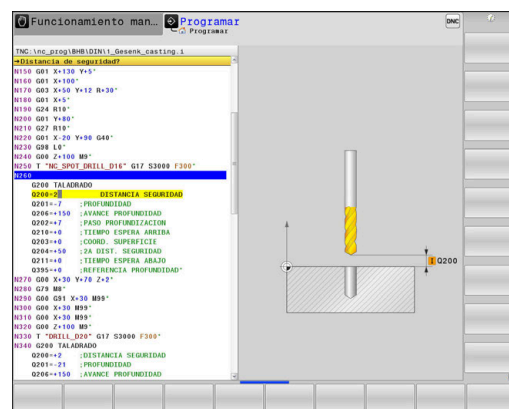 Funcionamiento man...
Programar
Programar
DNC
TNC:\nc_prog\BHB\DIN\1_Gesenk_casting.i
→Distancia de seguridad?
N150 G01 X+130 Y+5*
N160 G01 X+100*
N170 G03 X+50 Y+12 R+30*
N180 G01 X+5*
N190 G24 R10*
N200 G01 Y+80*
N210 G27 R10*
N220 G01 X-20 Y+90 G40*
N230 G98 L0*
N240 G00 Z+100 M9*
N250 T "NC_SPOT_DRILL_D16" G17 S3000 F300*
N260
G200 TALADRADO
Q200=2 DISTANCIA SEGURIDAD
Q201=-7 ;PROFUNDIDAD
Q206=+150 ;AVANCE PROFUNDIDAD
Q202=+7 ;PASO PROFUNDIZACION
Q210=+0 ;TIEMPO ESPERA ARRIBA
Q203=+0 ;COORD. SUPERFICIE
Q204=+50 ;2A DIST. SEGURIDAD
Q211=+0 ;TIEMPO ESPERA ABAJO
Q395=+0 ;REFERENCIA PROFUNDIDAD*
N270 G00 X+30 Y+70 Z+2*
N280 G79 M8*
N290 G00 G91 X+30 M99*
N300 G00 X+30 M99*
N310 G00 X+30 M99*
N320 G00 Z+100 M9*
N330 T "DRILL_D20" G17 S3000 F300*
N340 G200 TALADRADO
Q200=+2 ;DISTANCIA SEGURIDAD
Q201=-21 ;PROFUNDIDAD
Q206=+150 ;AVANCE PROFUNDIDAD
I Q200